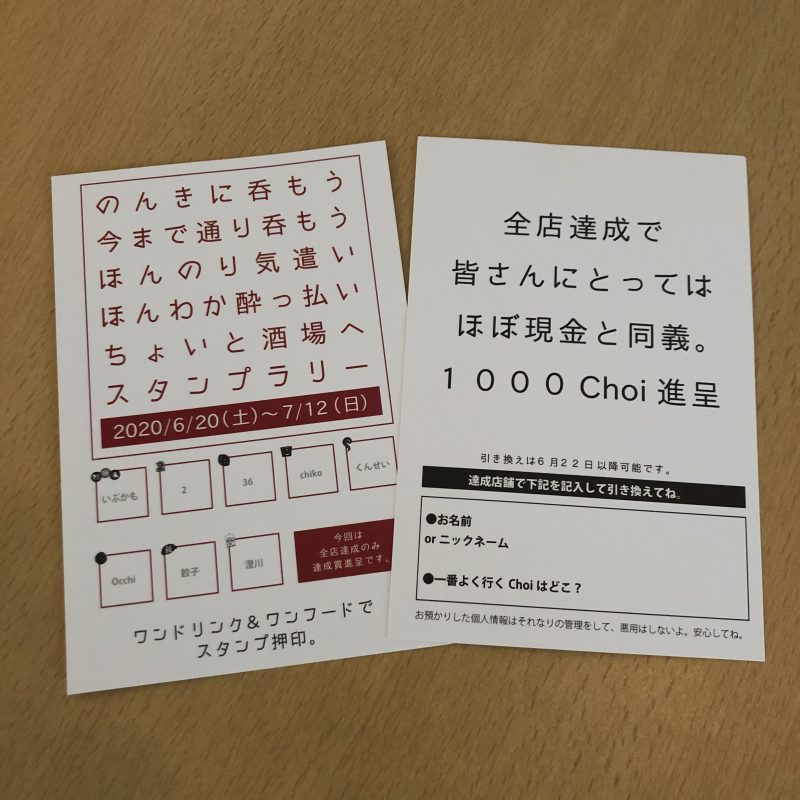 のんきに呑もう
今まで通り呑もう
ほんのり気遣い
ほんわか酔っ払い
ちょいと酒場へ
スタンプラリー
2020/6/20(土)~7/12(日)
いぶかも
2
36
chiko
くんせい
Occhi
餃子
澄川
今回は
全店達成のみ
達成賞進呈です。
ワンドリンク&ワンフードで
スタンプ押印。
全店達成で
皆さんにとっては
ほぼ現金と同義。
1000Choi進呈
引き換えは6月22日以降可能です。
達成店舗で下記を記入して引き換えてね。
●お名前
or ニックネーム
●一番よく行く Choi はどこ?
お預かりした個人情報はそれなりの管理をして、悪用はしないよ。安心してね。